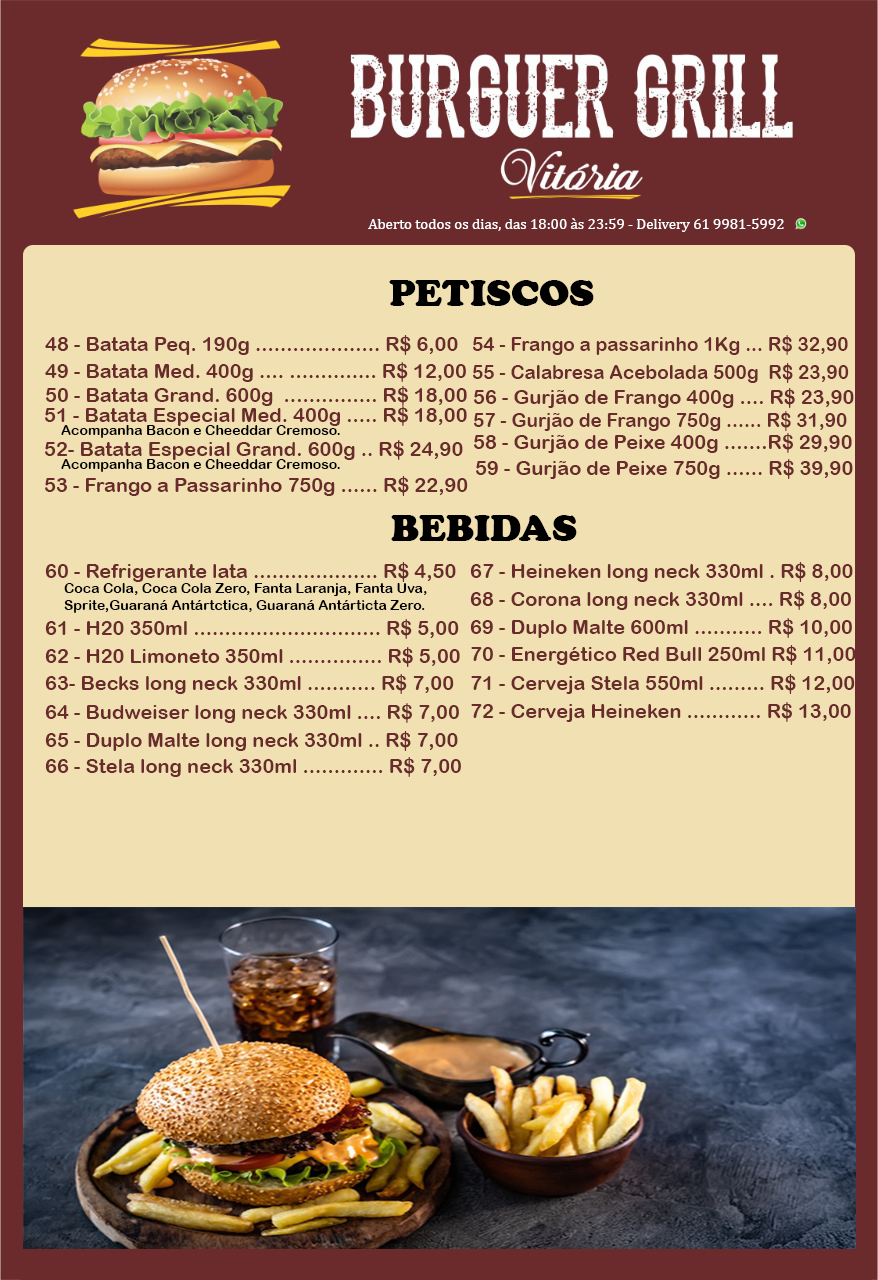 BURGUER GRILL
Vitória
Aberto todos os dias, das 18:00 às 23:59 - Delivery 61 9981-5992
PETISCOS
48 - Batata Peq. 190g .................... R$ 6,00
49 - Batata Med. 400g .... .............. R$ 12,00
50 - Batata Grand. 600g ............... R$ 18,00
51 - Batata Especial Med. 400g ..... R$ 18,00
Acompanha Bacon e Cheeddar Cremoso.
52- Batata Especial Grand. 600g .. R$ 24,90
Acompanha Bacon e Cheeddar Cremoso.
53 - Frango a Passarinho 750g ...... R$ 22,90
54 - Frango a passarinho 1Kg ... R$ 32,90
55 - Calabresa Acebolada 500g R$ 23,90
56 - Gurjão de Frango 400g .... R$ 23,90
57 - Gurjão de Frango 750g ...... R$ 31,90
58 - Gurjão de Peixe 400g .......R$ 29,90
59 - Gurjão de Peixe 750g ...... R$ 39,90
BEBIDAS
60 - Refrigerante lata .................... R$ 4,50
Coca Cola, Coca Cola Zero, Fanta Laranja, Fanta Uva,
Sprite,Guaraná Antártctica, Guaraná Antárticta Zero.
61 - H20 350ml .............................. R$ 5,00
62 - H20 Limoneto 350ml ............... R$ 5,00
63- Becks long neck 330ml ........... R$ 7,00
64 - Budweiser long neck 330ml .... R$ 7,00
65 - Duplo Malte long neck 330ml .. R$ 7,00
66 - Stela long neck 330ml ............. R$ 7,00
67 - Heineken long neck 330ml . R$ 8,00
68 - Corona long neck 330ml .... R$ 8,00
69 - Duplo Malte 600ml ........... R$ 10,00
70 - Energético Red Bull 250ml R$ 11,00
71 - Cerveja Stela 550ml ......... R$ 12,00
72 - Cerveja Heineken ............ R$ 13,00